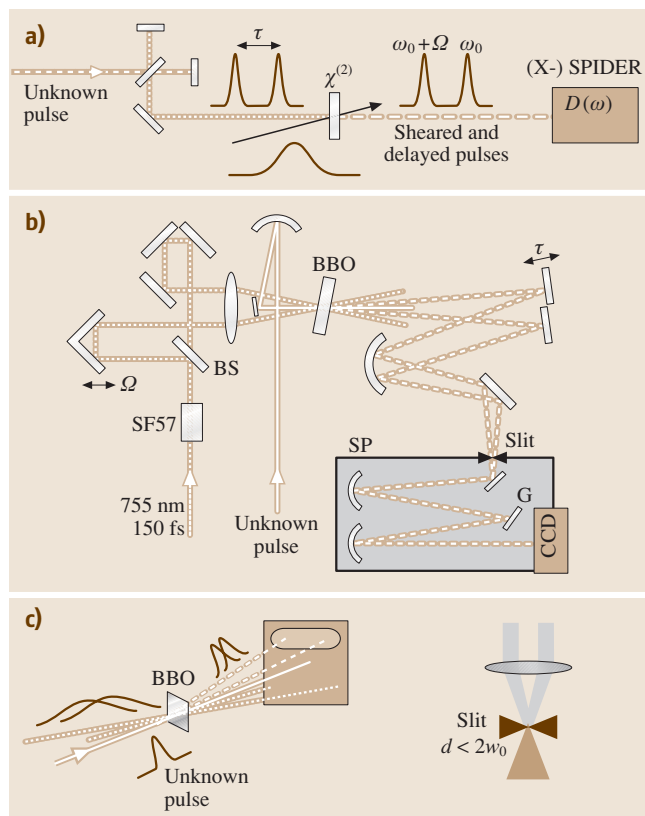 a)
τ
χ(2)
ω0 + Ω ω0
(X-) SPIDER
D(ω)
Unknown
pulse
Sheared and
delayed pulses
b)
BBO
τ
BS
Ω
SF57
SP
Slit
G
CCD
755 nm
150 fs
Unknown
pulse
c)
BBO
Unknown
pulse
Slit
d < 2w0